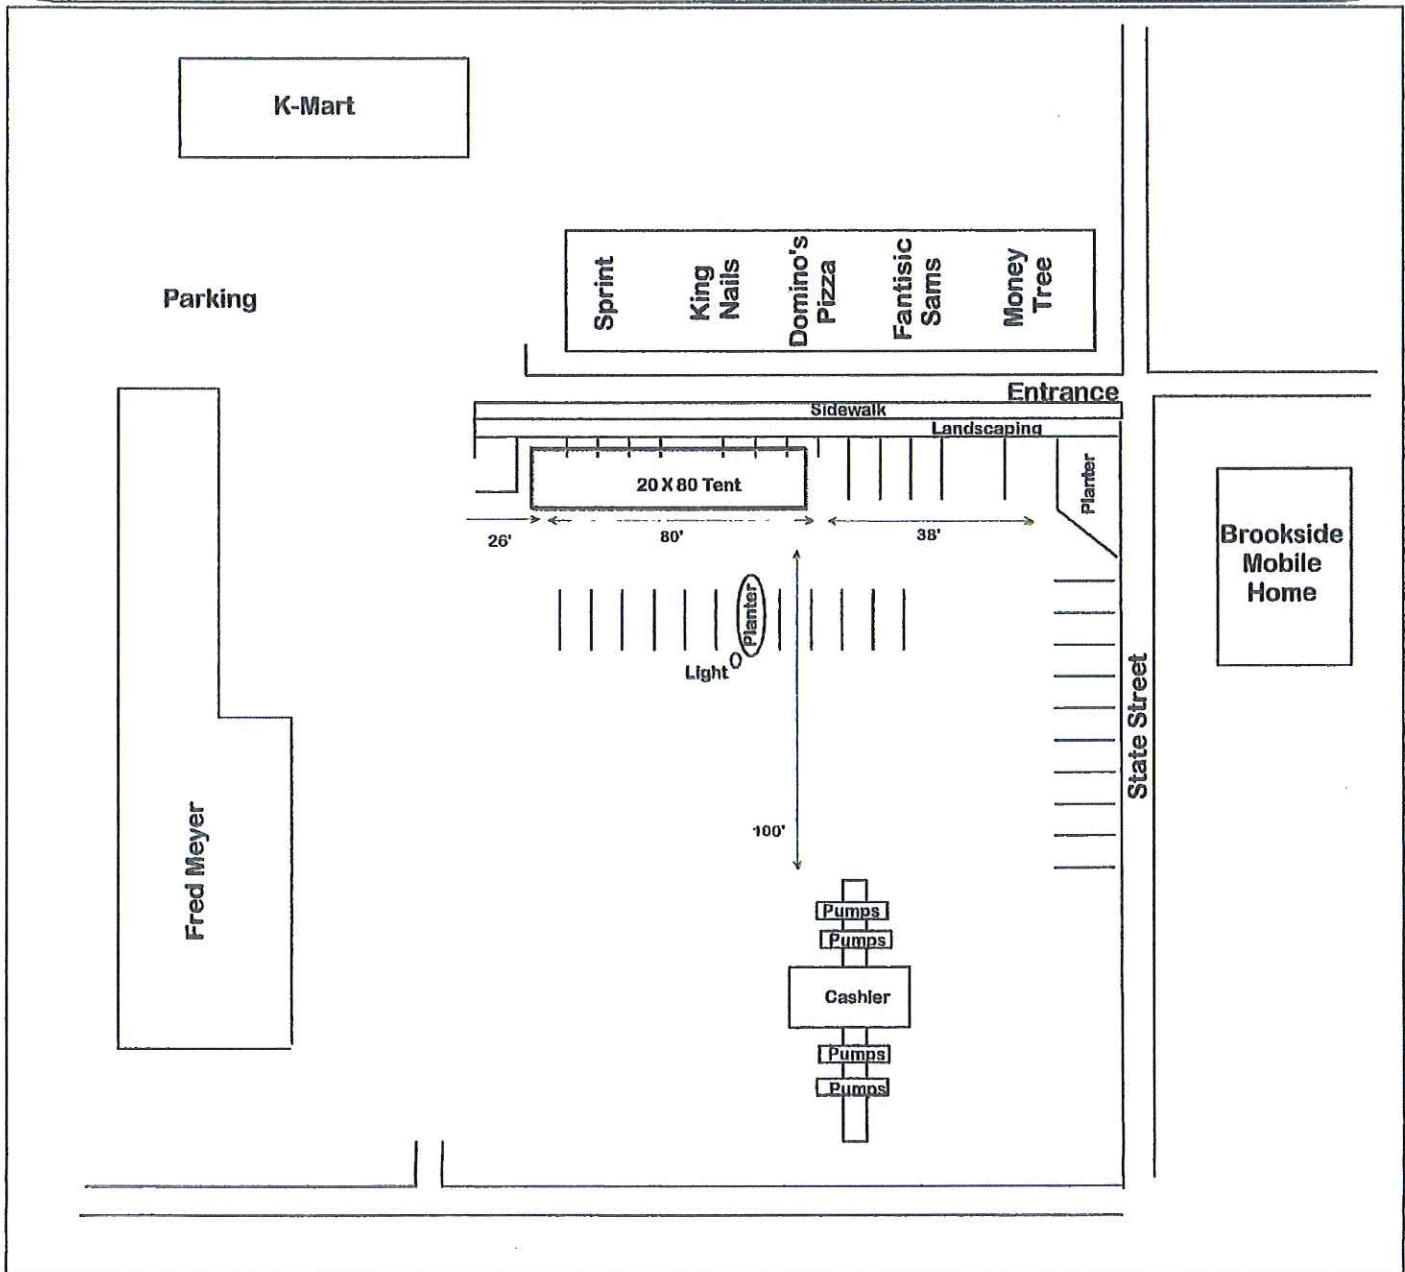 K-Mart
Parking
Sprint
King
Nails
Domino's
Pizza
Fantisic
Sams
Money
Tree
Entrance
Sidewalk
Landscaping
20 X 80 Tent
Planter
26'
80'
38'
Brookside
Mobile
Home
Planter
Light
State Street
100'
Fred Meyer
Pumps
Pumps
Cashier
Pumps
Pumps